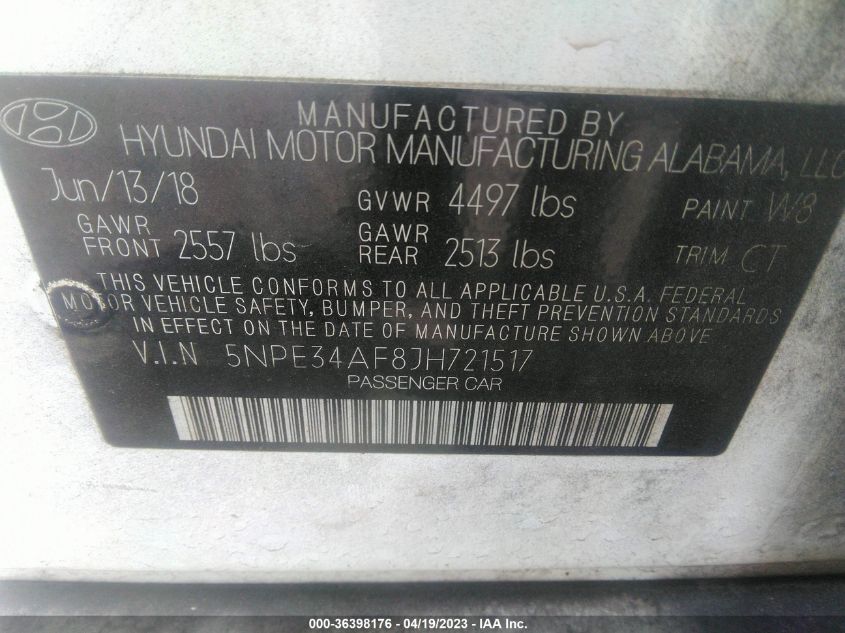 MANUFACTURED BY
HYUNDAI MOTOR MANUFACTURING ALABAMA, LLC
Jun/13/18 GVWR 4497 lbs PAINT W8
GAWR FRONT 2557 lbs GAWR REAR 2513 lbs TRIM CT
THIS VEHICLE CONFORMS TO ALL APPLICABLE U.S.A. FEDERAL
MOTOR VEHICLE SAFETY, BUMPER, AND THEFT PREVENTION STANDARDS
IN EFFECT ON THE DATE OF MANUFACTURE SHOWN ABOVE
V.I.N 5NPE34AF8JH721517
PASSENGER CAR
000-36398176 - 04/19/2023 - IAA Inc.